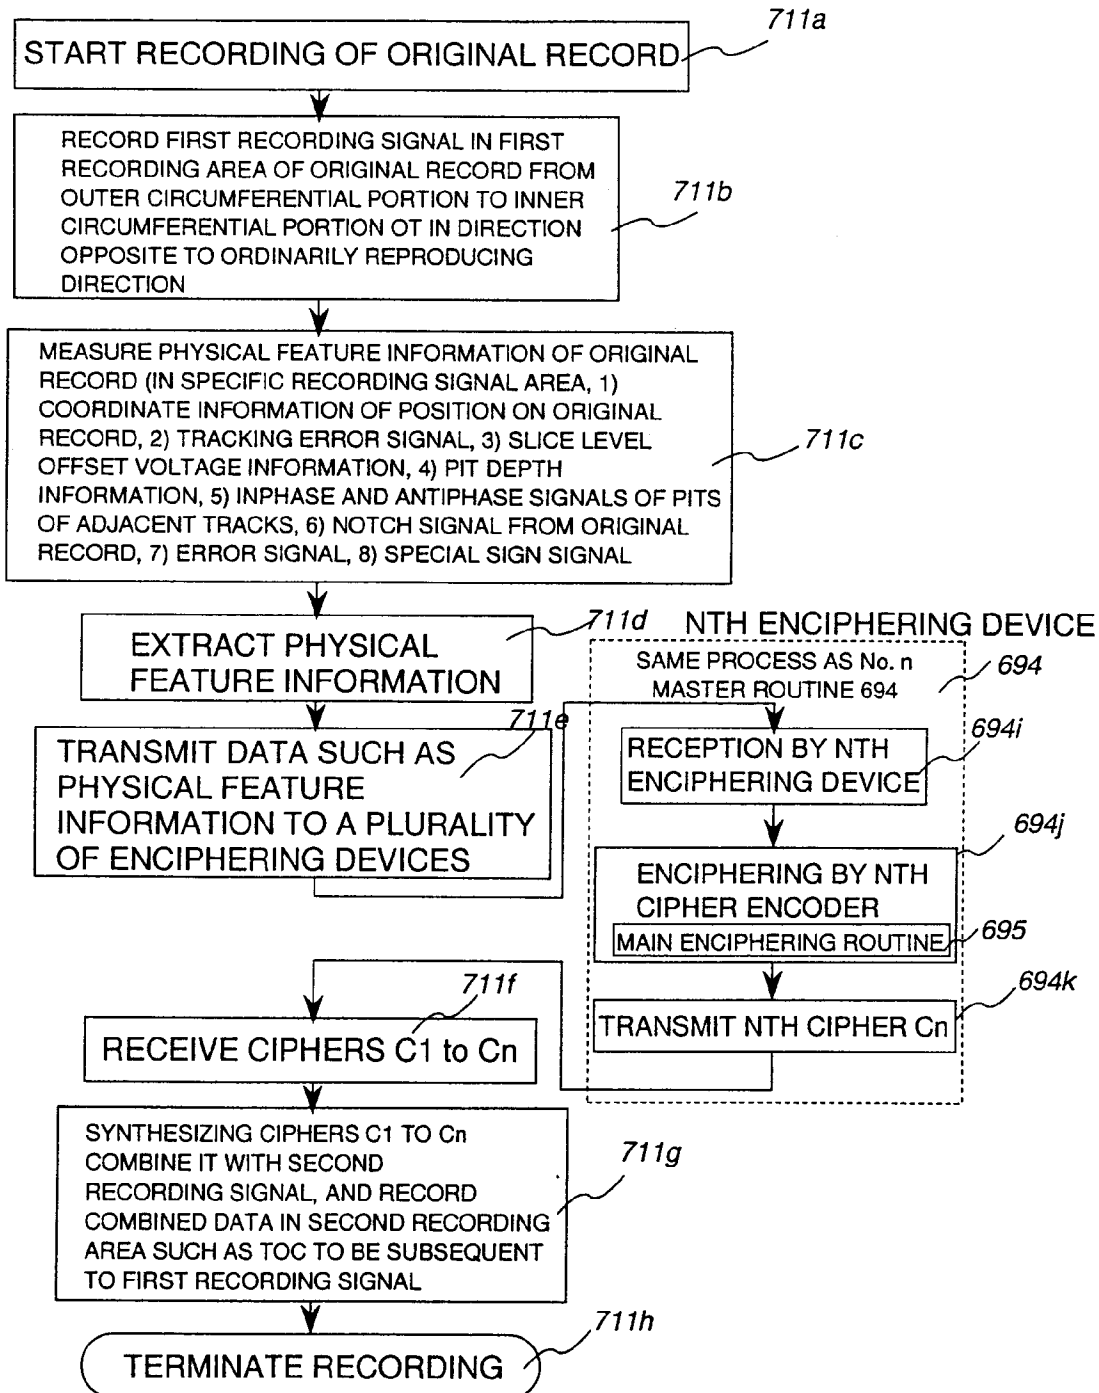 711a
START RECORDING OF ORIGINAL RECORD
RECORD FIRST RECORDING SIGNAL IN FIRST
RECORDING AREA OF ORIGINAL RECORD FROM
OUTER CIRCUMFERENTIAL PORTION TO INNER
CIRCUMFERENTIAL PORTION OT IN DIRECTION
OPPOSITE TO ORDINARILY REPRODUCING
DIRECTION
711b
MEASURE PHYSICAL FEATURE INFORMATION OF ORIGINAL
RECORD (IN SPECIFIC RECORDING SIGNAL AREA, 1)
COORDINATE INFORMATION OF POSITION ON ORIGINAL
RECORD, 2) TRACKING ERROR SIGNAL, 3) SLICE LEVEL
OFFSET VOLTAGE INFORMATION, 4) PIT DEPTH
INFORMATION, 5) INPHASE AND ANTIPHASE SIGNALS OF PITS
OF ADJACENT TRACKS, 6) NOTCH SIGNAL FROM ORIGINAL
RECORD, 7) ERROR SIGNAL, 8) SPECIAL SIGN SIGNAL
711c
711d
EXTRACT PHYSICAL
FEATURE INFORMATION
711e
TRANSMIT DATA SUCH AS
PHYSICAL FEATURE
INFORMATION TO A PLURALITY
OF ENCIPHERING DEVICES
NTH ENCIPHERING DEVICE
SAME PROCESS AS No. n
MASTER ROUTINE 694
694
RECEPTION BY NTH
ENCIPHERING DEVICE
694i
694j
ENCIPHERING BY NTH
CIPHER ENCODER
MAIN ENCIPHERING ROUTINE
695
694k
TRANSMIT NTH CIPHER Cn
711f
RECEIVE CIPHERS C1 to Cn
SYNTHESIZING CIPHERS C1 TO Cn
COMBINE IT WITH SECOND
RECORDING SIGNAL, AND RECORD
COMBINED DATA IN SECOND RECORDING
AREA SUCH AS TOC TO BE SUBSEQUENT
TO FIRST RECORDING SIGNAL
711g
711h
TERMINATE RECORDING